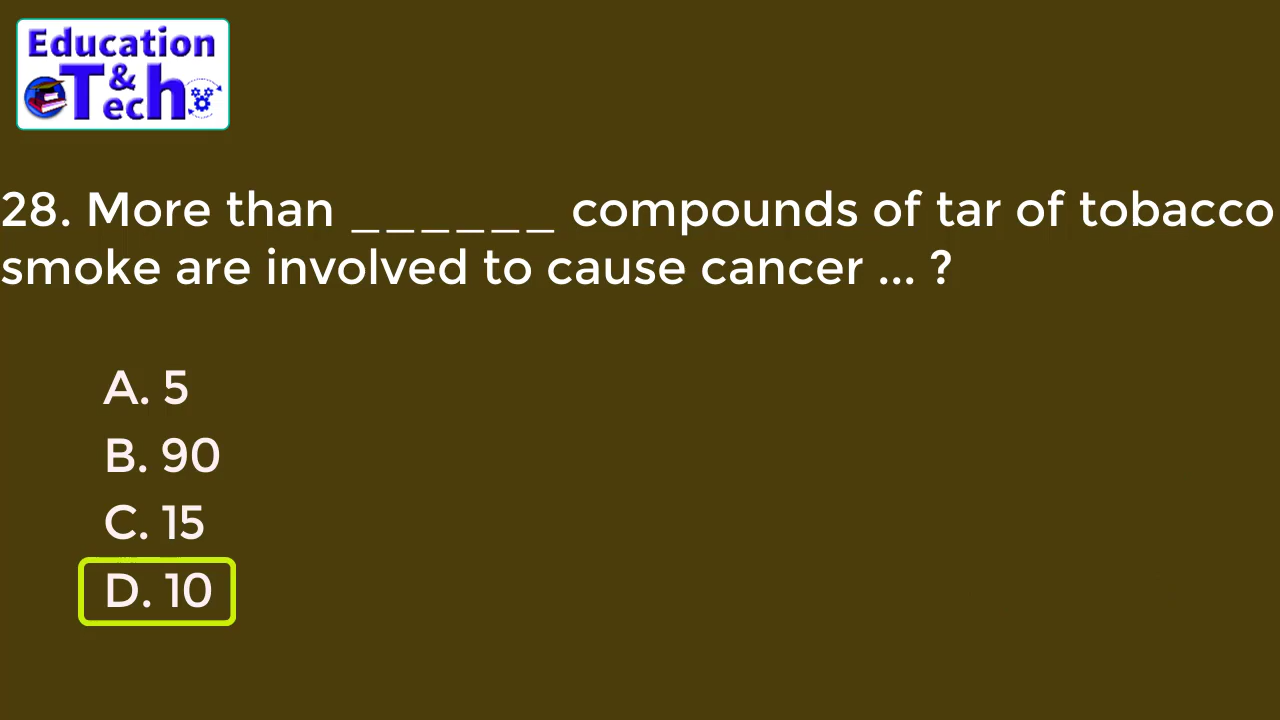 Education
&
Tech
28. More than ______ compounds of tar of tobacco
smoke are involved to cause cancer ... ?
A. 5
B. 90
C. 15
D. 10